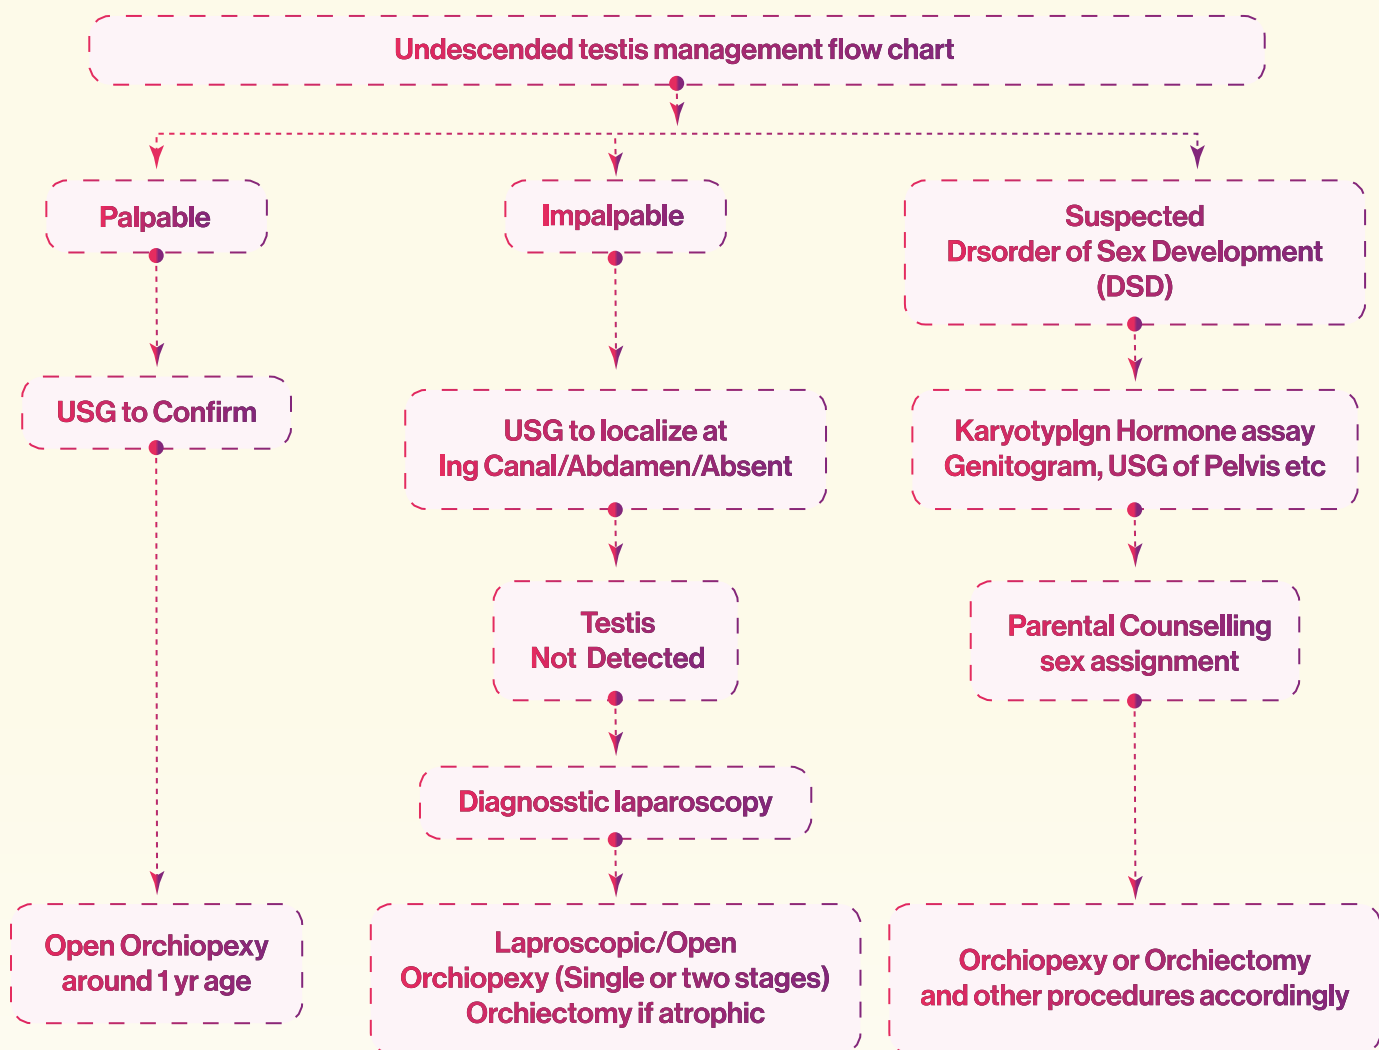 Undescended testis management flow chart
Palpable
Impalpable
Suspected
Drsorder of Sex Development
(DSD)
USG to Confirm
USG to localize at
Ing Canal/Abdamen/Absent
Karyotyplgn Hormone assay
Genitogram, USG of Pelvis etc
Testis
Not Detected
Parental Counselling
sex assignment
Diagnosstic laparoscopy
Open Orchiopexy
around 1 yr age
Laproscopic/Open
Orchiopexy (Single or two stages)
Orchiectomy if atrophic
Orchiopexy or Orchiectomy
and other procedures accordingly